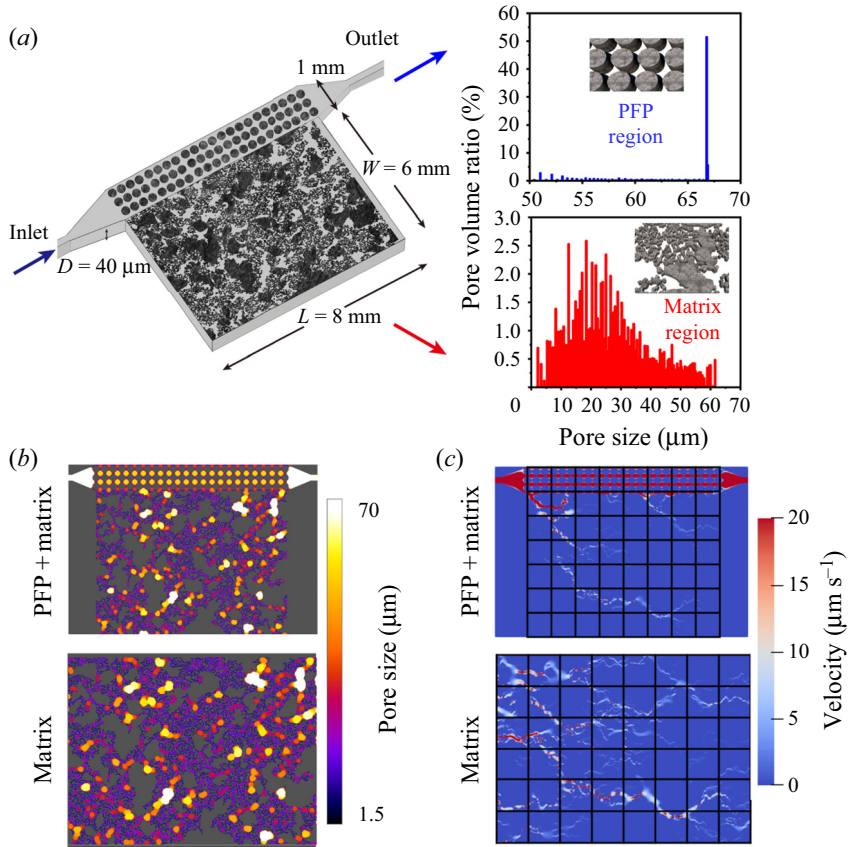 (a)
Outlet
1 mm
W = 6 mm
Inlet
D = 40 μm
L = 8 mm
Pore volume ratio (%)
60
50
40
30
20
10
0
PFP
region
50
55
60
65
70
3.0
2.5
2.0
1.5
1.0
0.5
Matrix
region
0
10
20
30
40
50
60
70
Pore size (μm)
(b)
PFP + matrix
Matrix
70
Pore size (μm)
1.5
(c)
PFP + matrix
Matrix
20
15
10
5
0
Velocity (μm s⁻¹)